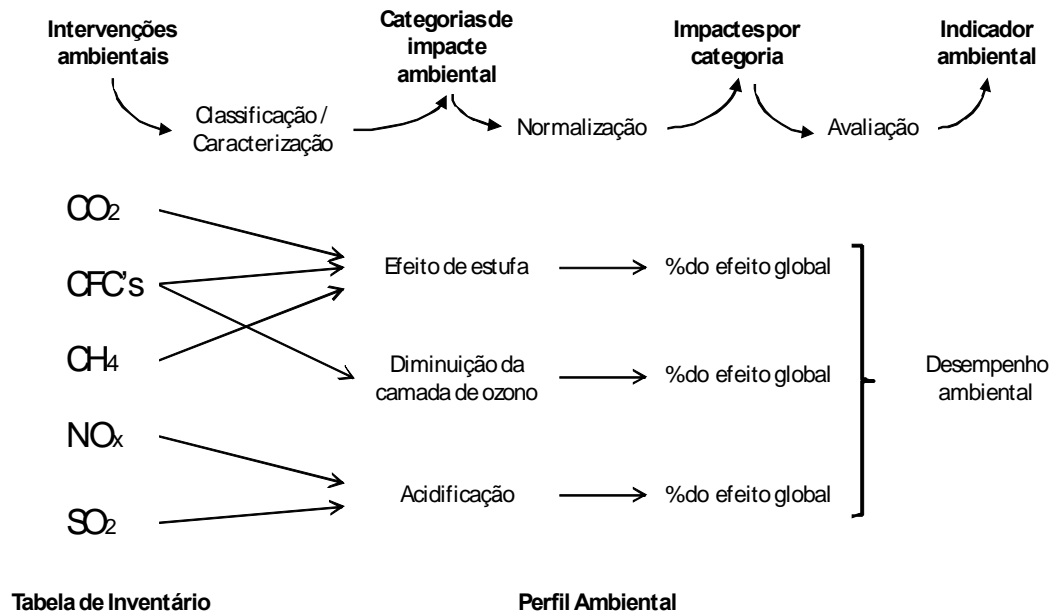 Intervenções
ambientais
Categorias de
impacte
ambiental
Impactes por
categoria
Indicador
ambiental
Classificação /
Caracterização
Normalização
Avaliação
CO2
CFC's
CH4
NOx
SO2
Efeito de estufa
Diminuição da
camada de ozono
Acidificação
% do efeito global
% do efeito global
% do efeito global
Desempenho
ambiental
Tabela de Inventário
Perfil Ambiental